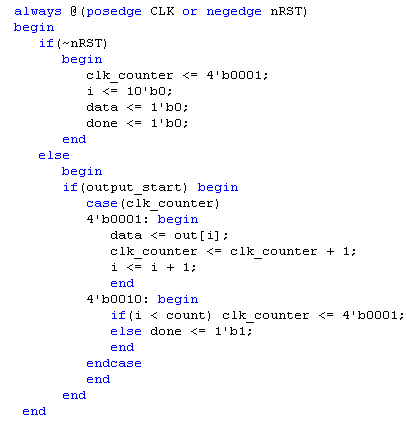 always @(posedge CLK or negedge nRST)
begin
if(~nRST)
begin
clk_counter <= 4'b0001;
i <= 10'b0;
data <= 1'b0;
done <= 1'b0;
end
else
begin
if(output_start) begin
case(clk_counter)
4'b0001: begin
data <= out[i];
clk_counter <= clk_counter + 1;
i <= i + 1;
end
4'b0010: begin
if(i < count) clk_counter <= 4'b0001;
else done <= 1'b1;
end
endcase
end
end
end